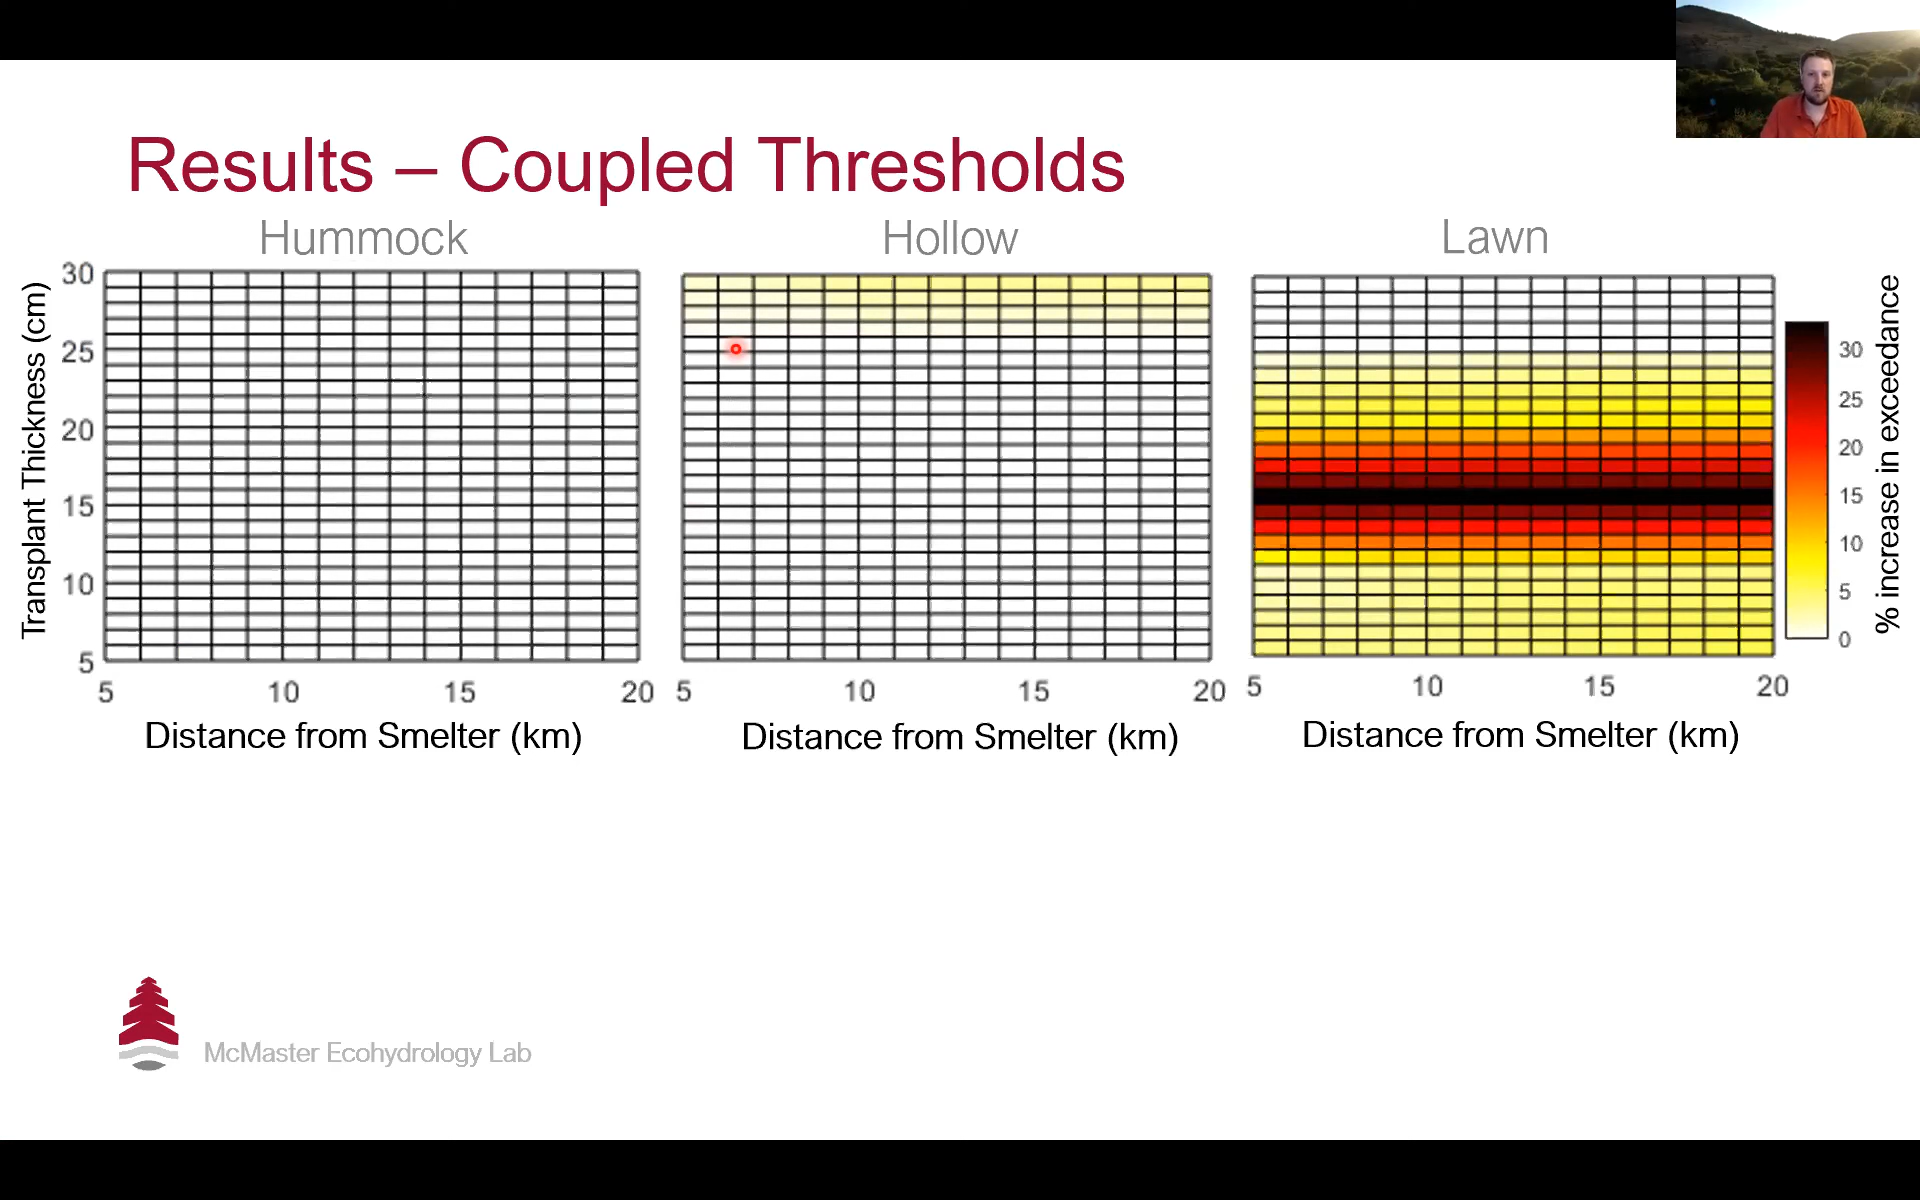 Results – Coupled Thresholds
Hummock
Hollow
Lawn
Transplant Thickness (cm)
30
25
20
15
10
5
5 10 15 20
5 10 15 20
5 10 15 20
Distance from Smelter (km)
Distance from Smelter (km)
Distance from Smelter (km)
30
25
20
15
10
5
0
% increase in exceedance
McMaster Ecohydrology Lab